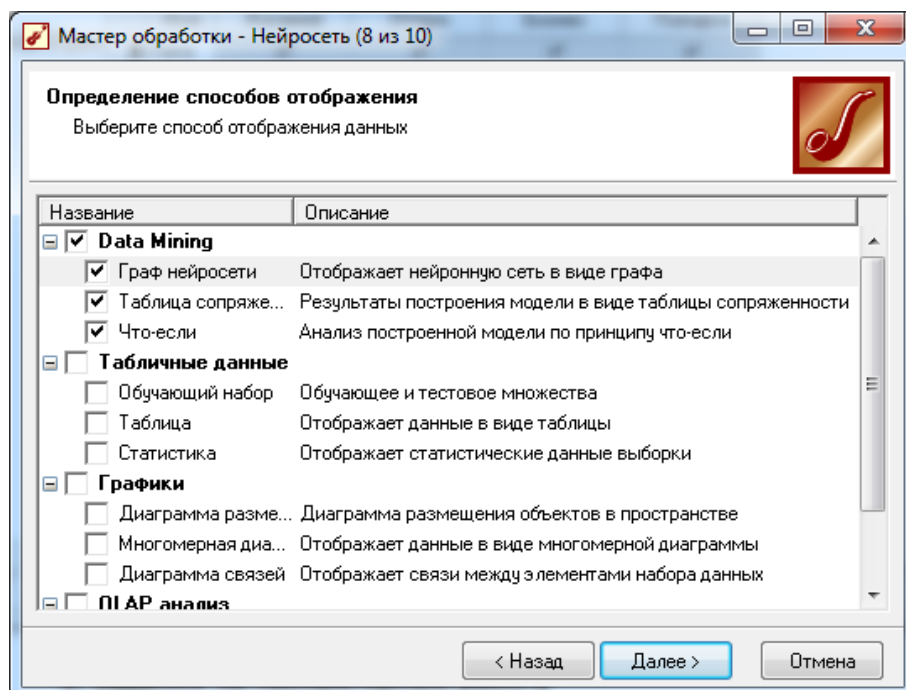 Мастер обработки - Нейросеть (8 из 10)
Определение способов отображения
Выберите способ отображения данных
Название Описание
Data Mining
Граф нейросети Отображает нейронную сеть в виде графа
Таблица сопряже... Результаты построения модели в виде таблицы сопряженности
Что-если Анализ построенной модели по принципу что-если
Табличные данные
Обучающий набор Обучающее и тестовое множества
Таблица Отображает данные в виде таблицы
Статистика Отображает статистические данные выборки
Графики
Диаграмма разме... Диаграмма размещения объектов в пространстве
Многомерная диа... Отображает данные в виде многомерной диаграммы
Диаграмма связей Отображает связи между элементами набора данных
OLAP анализ
< Назад Далее > Отмена